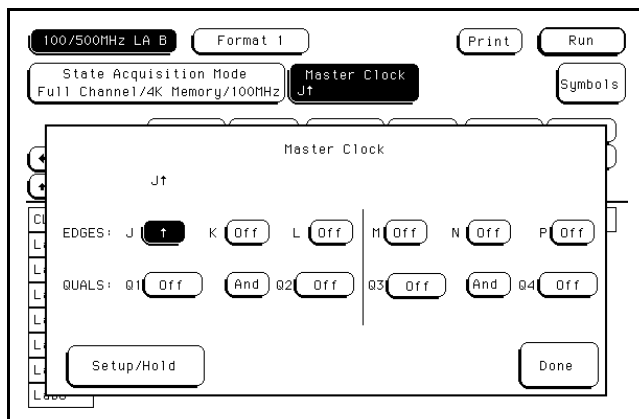 100/500MHz LA B Format 1 Print Run
State Acquisition Mode
Full Channel/4K Memory/100MHz
Master Clock
J↑
Symbols
Master Clock
J↑
EDGES: J ↑ K Off L Off M Off N Off P Off
QUALS: Q1 Off And Q2 Off Q3 Off And Q4 Off
Setup/Hold Done